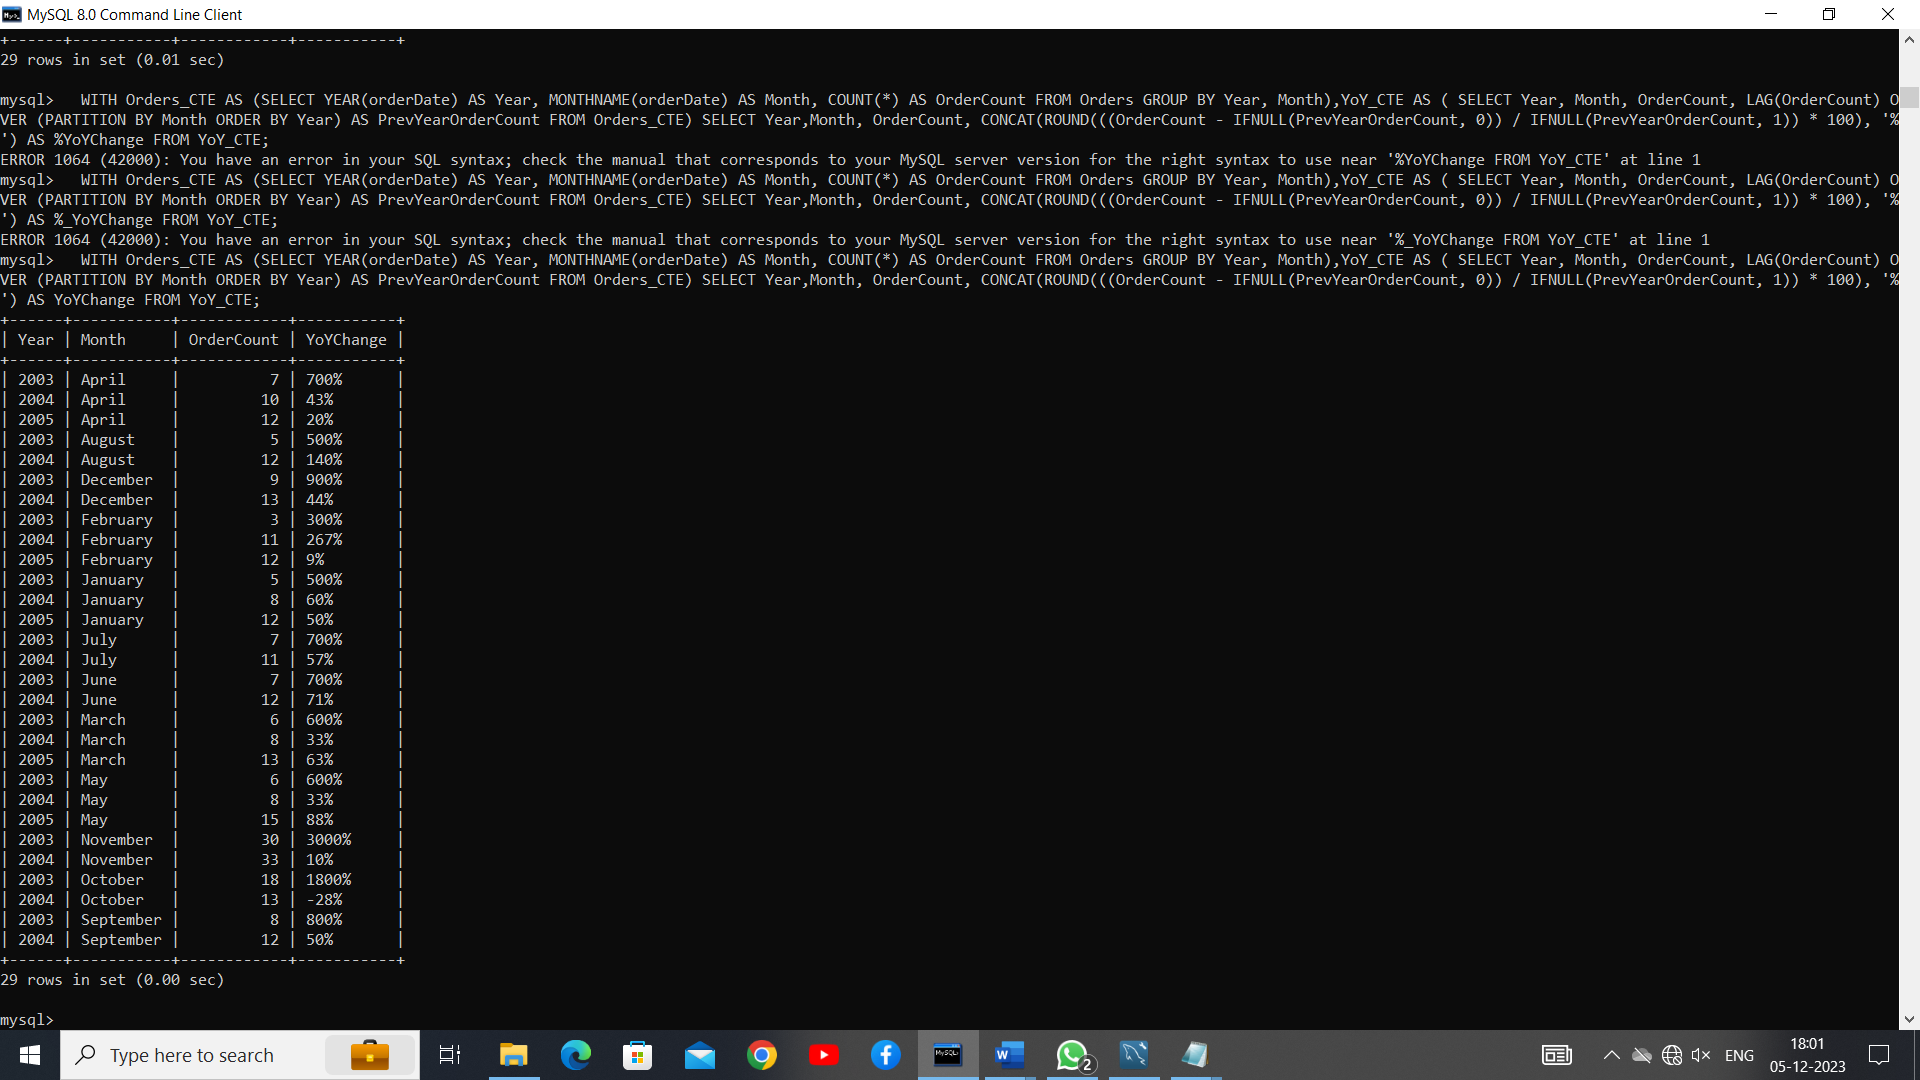 MySQL 8.0 Command Line Client
+------+-----------+------------+-----------+
29 rows in set (0.01 sec)
mysql>   WITH Orders_CTE AS (SELECT YEAR(orderDate) AS Year, MONTHNAME(orderDate) AS Month, COUNT(*) AS OrderCount FROM Orders GROUP BY Year, Month),YoY_CTE AS ( SELECT Year, Month, OrderCount, LAG(OrderCount) O
VER (PARTITION BY Month ORDER BY Year) AS PrevYearOrderCount FROM Orders_CTE) SELECT Year,Month, OrderCount, CONCAT(ROUND(((OrderCount - IFNULL(PrevYearOrderCount, 0)) / IFNULL(PrevYearOrderCount, 1)) * 100), '%
') AS %YoYChange FROM YoY_CTE;
ERROR 1064 (42000): You have an error in your SQL syntax; check the manual that corresponds to your MySQL server version for the right syntax to use near '%YoYChange FROM YoY_CTE' at line 1
mysql>   WITH Orders_CTE AS (SELECT YEAR(orderDate) AS Year, MONTHNAME(orderDate) AS Month, COUNT(*) AS OrderCount FROM Orders GROUP BY Year, Month),YoY_CTE AS ( SELECT Year, Month, OrderCount, LAG(OrderCount) O
VER (PARTITION BY Month ORDER BY Year) AS PrevYearOrderCount FROM Orders_CTE) SELECT Year,Month, OrderCount, CONCAT(ROUND(((OrderCount - IFNULL(PrevYearOrderCount, 0)) / IFNULL(PrevYearOrderCount, 1)) * 100), '%
') AS %_YoYChange FROM YoY_CTE;
ERROR 1064 (42000): You have an error in your SQL syntax; check the manual that corresponds to your MySQL server version for the right syntax to use near '%_YoYChange FROM YoY_CTE' at line 1
mysql>   WITH Orders_CTE AS (SELECT YEAR(orderDate) AS Year, MONTHNAME(orderDate) AS Month, COUNT(*) AS OrderCount FROM Orders GROUP BY Year, Month),YoY_CTE AS ( SELECT Year, Month, OrderCount, LAG(OrderCount) O
VER (PARTITION BY Month ORDER BY Year) AS PrevYearOrderCount FROM Orders_CTE) SELECT Year,Month, OrderCount, CONCAT(ROUND(((OrderCount - IFNULL(PrevYearOrderCount, 0)) / IFNULL(PrevYearOrderCount, 1)) * 100), '%
') AS YoYChange FROM YoY_CTE;
+------+-----------+------------+-----------+
| Year | Month     | OrderCount | YoYChange |
+------+-----------+------------+-----------+
| 2003 | April     |          7 | 700%      |
| 2004 | April     |         10 | 43%       |
| 2005 | April     |         12 | 20%       |
| 2003 | August    |          5 | 500%      |
| 2004 | August    |         12 | 140%      |
| 2003 | December  |          9 | 900%      |
| 2004 | December  |         13 | 44%       |
| 2003 | February  |          3 | 300%      |
| 2004 | February  |         11 | 267%      |
| 2005 | February  |         12 | 9%        |
| 2003 | January   |          5 | 500%      |
| 2004 | January   |          8 | 60%       |
| 2005 | January   |         12 | 50%       |
| 2003 | July      |          7 | 700%      |
| 2004 | July      |         11 | 57%       |
| 2003 | June      |          7 | 700%      |
| 2004 | June      |         12 | 71%       |
| 2003 | March     |          6 | 600%      |
| 2004 | March     |          8 | 33%       |
| 2005 | March     |         13 | 63%       |
| 2003 | May       |          6 | 600%      |
| 2004 | May       |          8 | 33%       |
| 2005 | May       |         15 | 88%       |
| 2003 | November  |         30 | 3000%     |
| 2004 | November  |         33 | 10%       |
| 2003 | October   |         18 | 1800%     |
| 2004 | October   |         13 | -28%      |
| 2003 | September |          8 | 800%      |
| 2004 | September |         12 | 50%       |
+------+-----------+------------+-----------+
29 rows in set (0.00 sec)
mysql>
Type here to search
2
ENG
18:01
05-12-2023